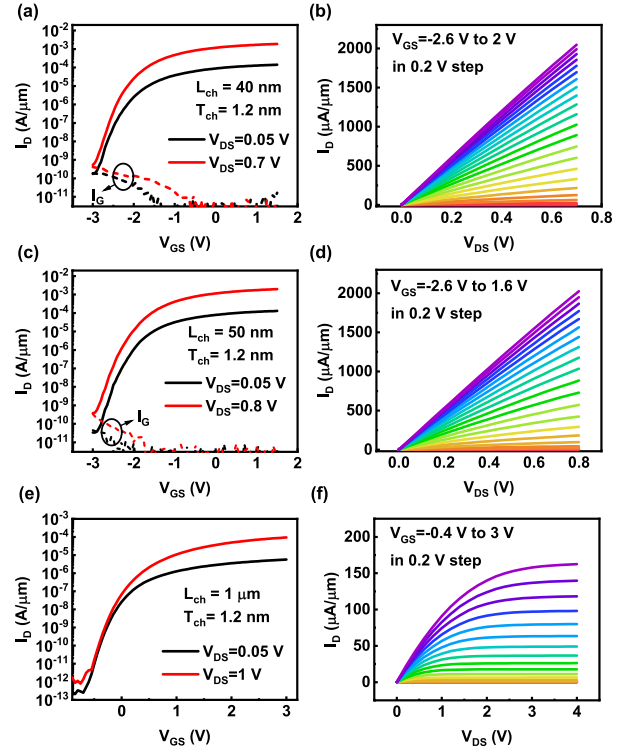 (a)
10⁻² 10⁻³ 10⁻⁴ 10⁻⁵ 10⁻⁶ 10⁻⁷ 10⁻⁸ 10⁻⁹ 10⁻¹⁰ 10⁻¹¹
I_D (A/μm)
L_ch = 40 nm
T_ch = 1.2 nm
V_DS=0.05 V
V_DS=0.7 V
I_G
-3 -2 -1 0 1 2
V_GS (V)
(b)
V_GS=-2.6 V to 2 V
in 0.2 V step
2000 1500 1000 500 0
I_D (μA/μm)
0.0 0.2 0.4 0.6 0.8
V_DS (V)
(c)
10⁻² 10⁻³ 10⁻⁴ 10⁻⁵ 10⁻⁶ 10⁻⁷ 10⁻⁸ 10⁻⁹ 10⁻¹⁰ 10⁻¹¹
I_D (A/μm)
L_ch = 50 nm
T_ch = 1.2 nm
V_DS=0.05 V
V_DS=0.8 V
I_G
-3 -2 -1 0 1 2
V_GS (V)
(d)
V_GS=-2.6 V to 1.6 V
in 0.2 V step
2000 1500 1000 500 0
I_D (μA/μm)
0.0 0.2 0.4 0.6 0.8
V_DS (V)
(e)
10⁻³ 10⁻⁴ 10⁻⁵ 10⁻⁶ 10⁻⁷ 10⁻⁸ 10⁻⁹ 10⁻¹⁰ 10⁻¹¹ 10⁻¹² 10⁻¹³
I_D (A/μm)
L_ch = 1 μm
T_ch = 1.2 nm
V_DS=0.05 V
V_DS=1 V
0 1 2 3
V_GS (V)
(f)
V_GS=-0.4 V to 3 V
in 0.2 V step
200 150 100 50 0
I_D (μA/μm)
0 1 2 3 4
V_DS (V)